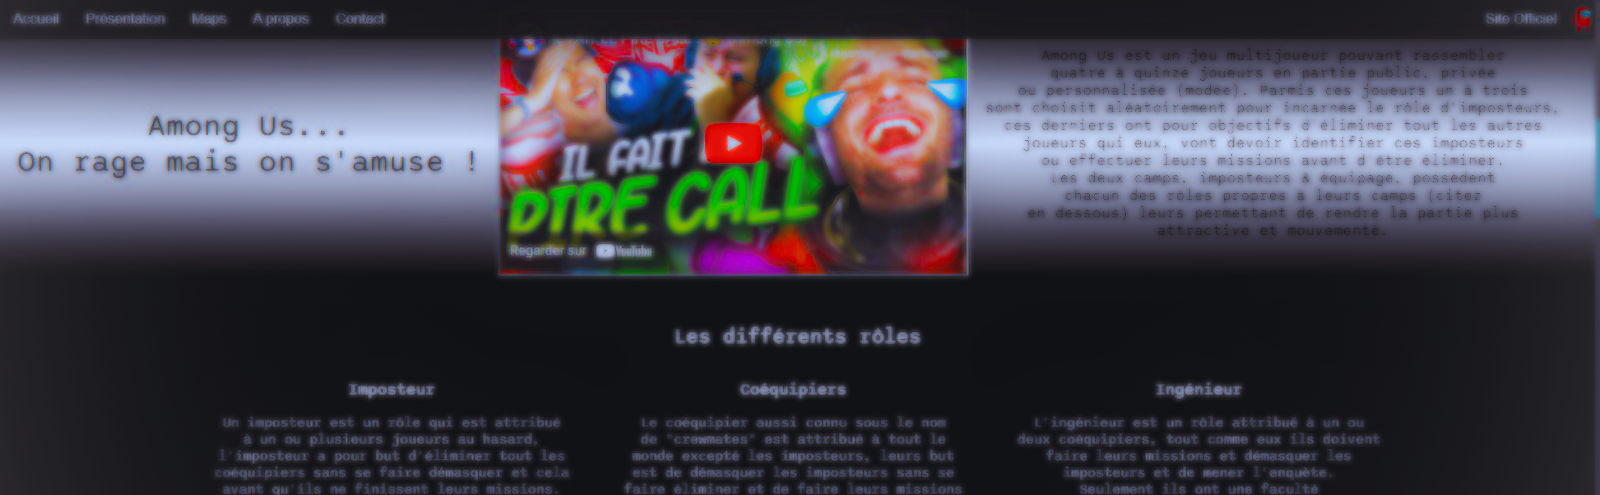 Accueil Présentation Maps A propos Contact Site Officiel
Among Us...
On rage mais on s'amuse !
IL FAIT
DTRE CALL
Regarder sur YouTube
Among Us est un jeu multijoueur pouvant rassembler
quatre à quinze joueurs en partie public, privée
ou personnalisée (modée). Parmis ces joueurs un à trois
sont choisit aléatoirement pour incarnée le rôle d'imposteurs,
ces derniers ont pour objectifs d'éliminer tout les autres
joueurs qui eux, vont devoir identifier ces imposteurs
ou effectuer leurs missions avant d'être éliminer.
Les deux camps, imposteurs & équipage, possèdent
chacun des rôles propres à leurs camps (citez
en dessous) leurs permettant de rendre la partie plus
attractive et mouvementé.
Les différents rôles
Imposteur
Un imposteur est un rôle qui est attribué
à un ou plusieurs joueurs au hasard,
l'imposteur a pour but d'éliminer tout les
coéquipiers sans se faire démasquer et cela
avant qu'ils ne finissent leurs missions.
Coéquipiers
Le coéquipier aussi connu sous le nom
de "crewmates" est attribué à tout le
monde excepté les imposteurs, leurs but
est de démasquer les imposteurs sans se
faire éliminer et de faire leurs missions
Ingénieur
L'ingénieur est un rôle attribué à un ou
deux coéquipiers, tout comme eux ils doivent
faire leurs missions et démasquer les
imposteurs et de mener l'enquête.
Seulement ils ont une faculté